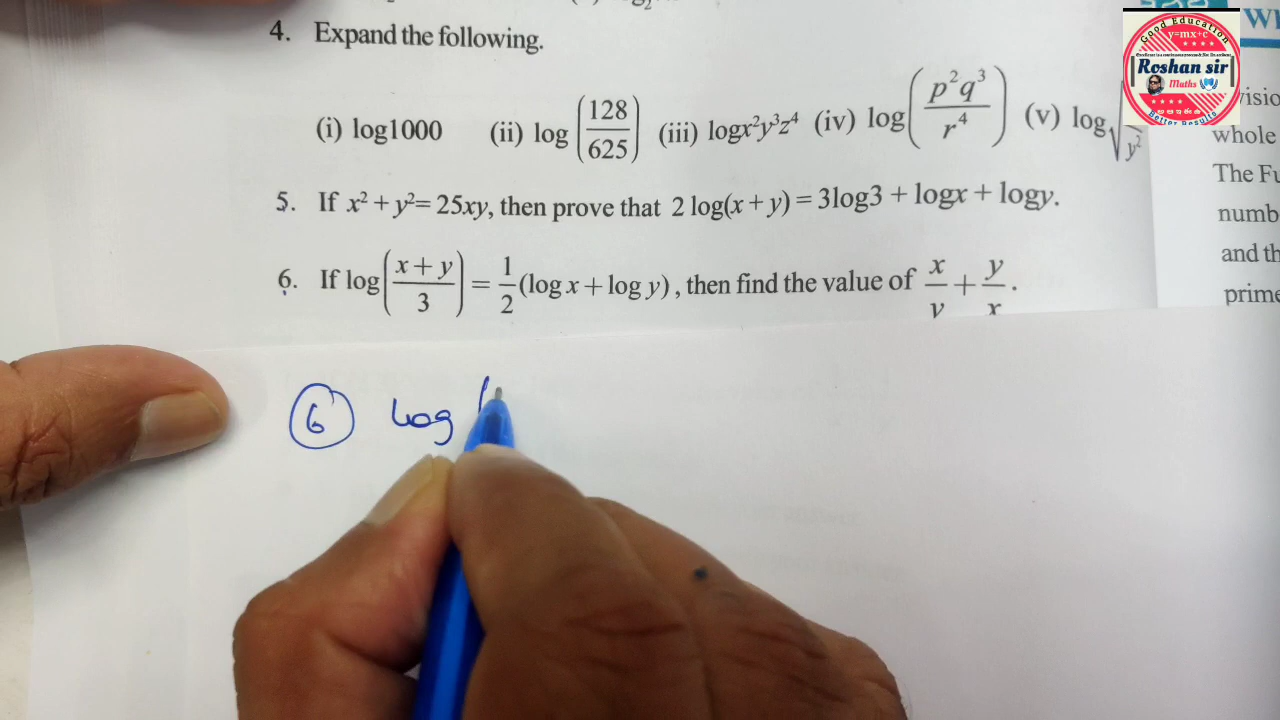 4. Expand the following.
(i) log1000 (ii) log (128/625) (iii) logx²y³z⁴ (iv) log(p²q³/r⁴) (v) log√(/y²)
5. If x² + y² = 25xy, then prove that 2 log(x + y) = 3log3 + logx + logy.
6. If log((x + y)/3) = 1/2 (log x + log y), then find the value of x/y + y/x.
⑥ log (
Good Education
y=mx+c
Roshan sir
Maths
Better Results
whole
The Fu
numb
and th
prime